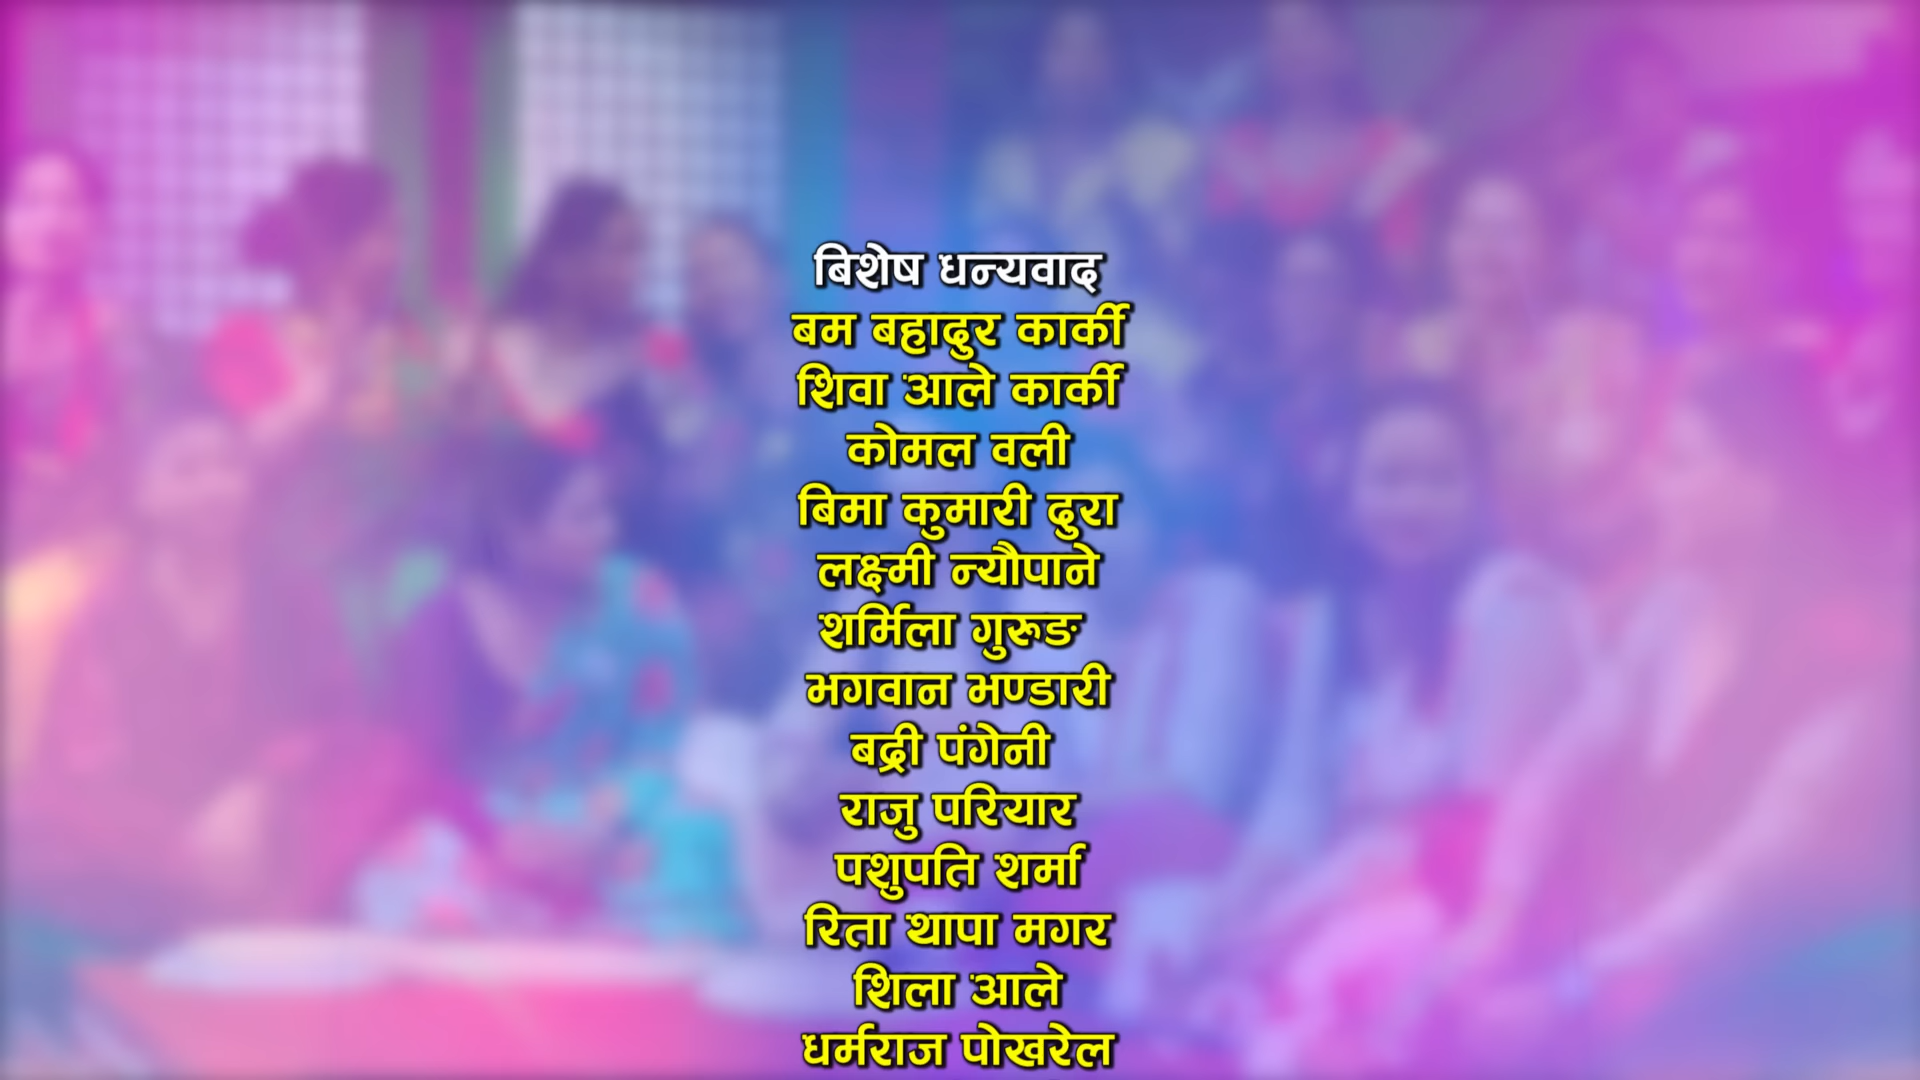 बिशेष धन्यवाद
बम बहादुर कार्की
शिवा आले कार्की
कोमल वली
बिमा कुमारी दुरा
लक्ष्मी न्यौपाने
शर्मिला गुरुङ
भगवान भण्डारी
बद्री पंगेनी
राजु परियार
पशुपति शर्मा
रिता थापा मगर
शिला आले
धर्मराज पोखरेल